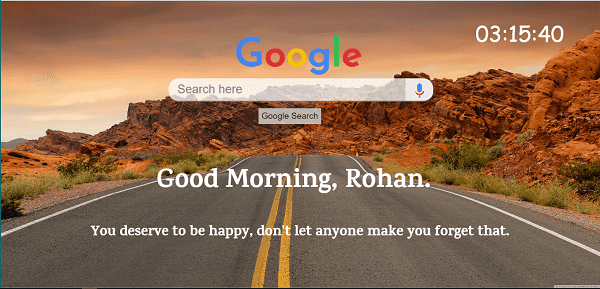 03:15:40
Google
Search here
Google Search
Good Morning, Rohan.
You deserve to be happy, don't let anyone make you forget that.